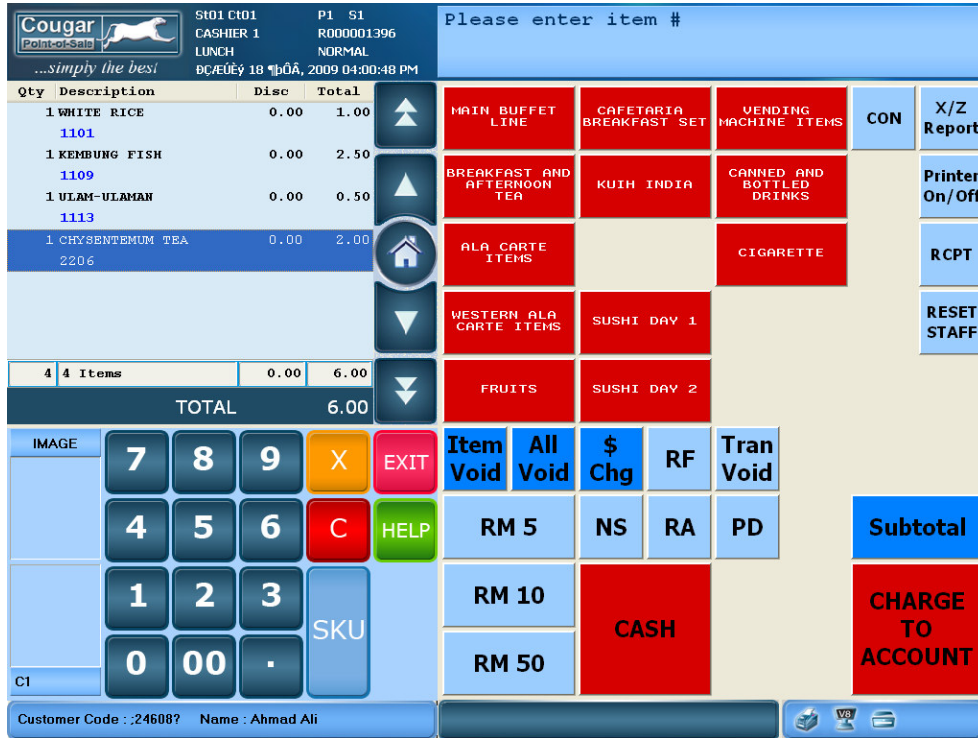 Cougar
Point-of-Sale
...simply the best
St01 Ct01 P1 S1
CASHIER 1 R000001396
LUNCH NORMAL
ÐÇÆÚÈý 18 ¶þÔÂ, 2009 04:00:48 PM
Please enter item #
Qty Description Disc Total
1 WHITE RICE 0.00 1.00
1101
1 KEMBUNG FISH 0.00 2.50
1109
1 ULAM-ULAMAN 0.00 0.50
1113
1 CHYSENTEMUM TEA 0.00 2.00
2206
4 4 Items 0.00 6.00
TOTAL 6.00
MAIN BUFFET
LINE
CAFETARIA
BREAKFAST SET
VENDING
MACHINE ITEMS
CON
X/Z
Report
BREAKFAST AND
AFTERNOON
TEA
KUIH INDIA
CANNED AND
BOTTLED
DRINKS
Printer
On/Off
ALA CARTE
ITEMS
CIGARETTE
RCPT
WESTERN ALA
CARTE ITEMS
SUSHI DAY 1
RESET
STAFF
FRUITS
SUSHI DAY 2
IMAGE
7 8 9 X EXIT
4 5 6 C HELP
1 2 3 SKU
0 00 .
C1
Item
Void
All
Void
$
Chg
RF
Tran
Void
RM 5 NS RA PD
Subtotal
RM 10
CASH
CHARGE
TO
ACCOUNT
RM 50
Customer Code : ;24608? Name : Ahmad Ali
V8